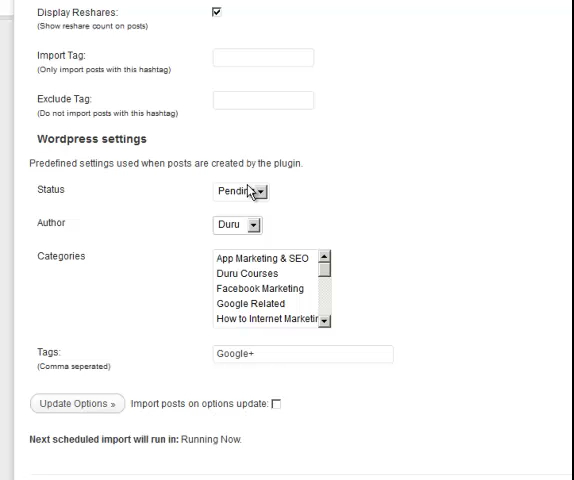 Display Reshares:
(Show reshare count on posts)
Import Tag:
(Only import posts with this hashtag)
Exclude Tag:
(Do not import posts with this hashtag)
Wordpress settings
Predefined settings used when posts are created by the plugin.
Status
Author
Duru
Categories
App Marketing & SEO
Duru Courses
Facebook Marketing
Google Related
How to Internet
Tags:
(Comma seperated)
Google+
Update Options »
Import posts on options update:
Next scheduled import will run in: Running Now.